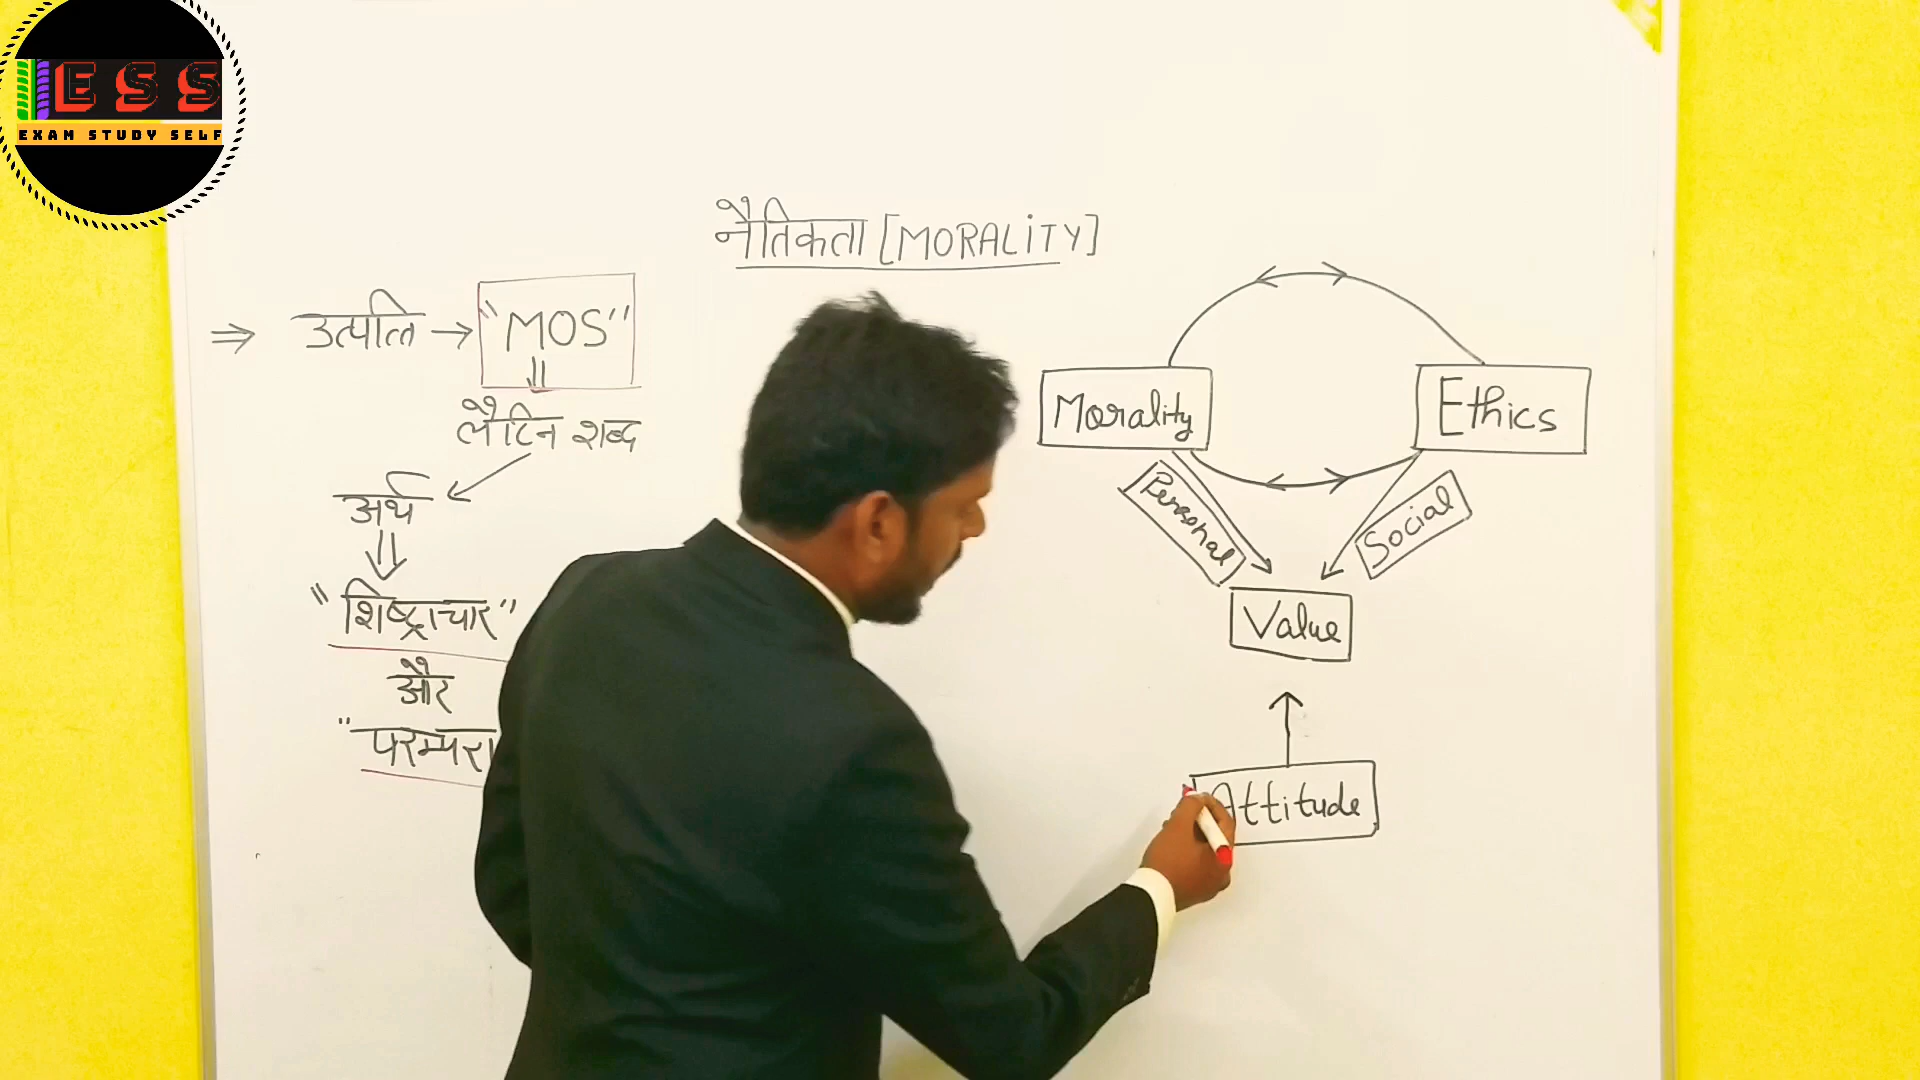 ESS
EXAM STUDY SELF
नैतिकता [MORALITY]
⇒ उत्पत्ति → "MOS"
लैटिन शब्द
अर्थ
"शिष्ट्राचार"
और
"परम्परा
Morality
Ethics
Personal
Social
Value
Attitude